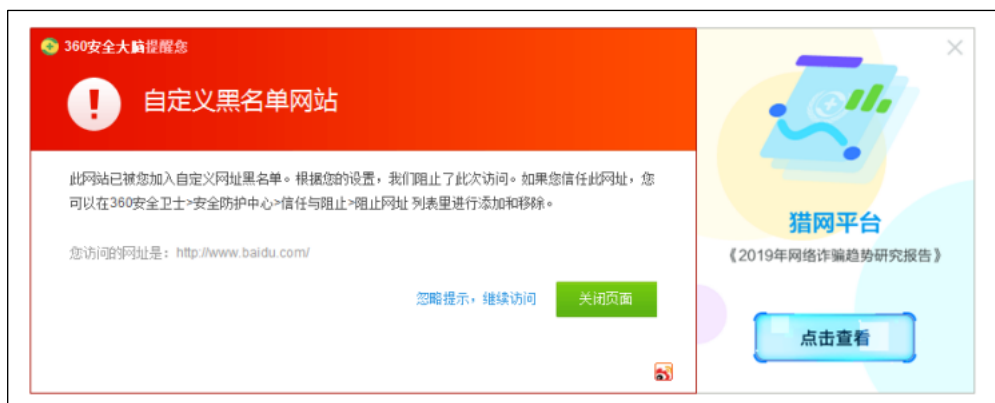 360安全大脑提醒您
自定义黑名单网站
此网站已被您加入自定义网址黑名单。根据您的设置，我们阻止了此次访问。如果您信任此网址，您
可以在360安全卫士>安全防护中心>信任与阻止>阻止网址 列表里进行添加和移除。
您访问的网址是：http://www.baidu.com/
忽略提示，继续访问
关闭页面
猎网平台
《2019年网络诈骗趋势研究报告》
点击查看